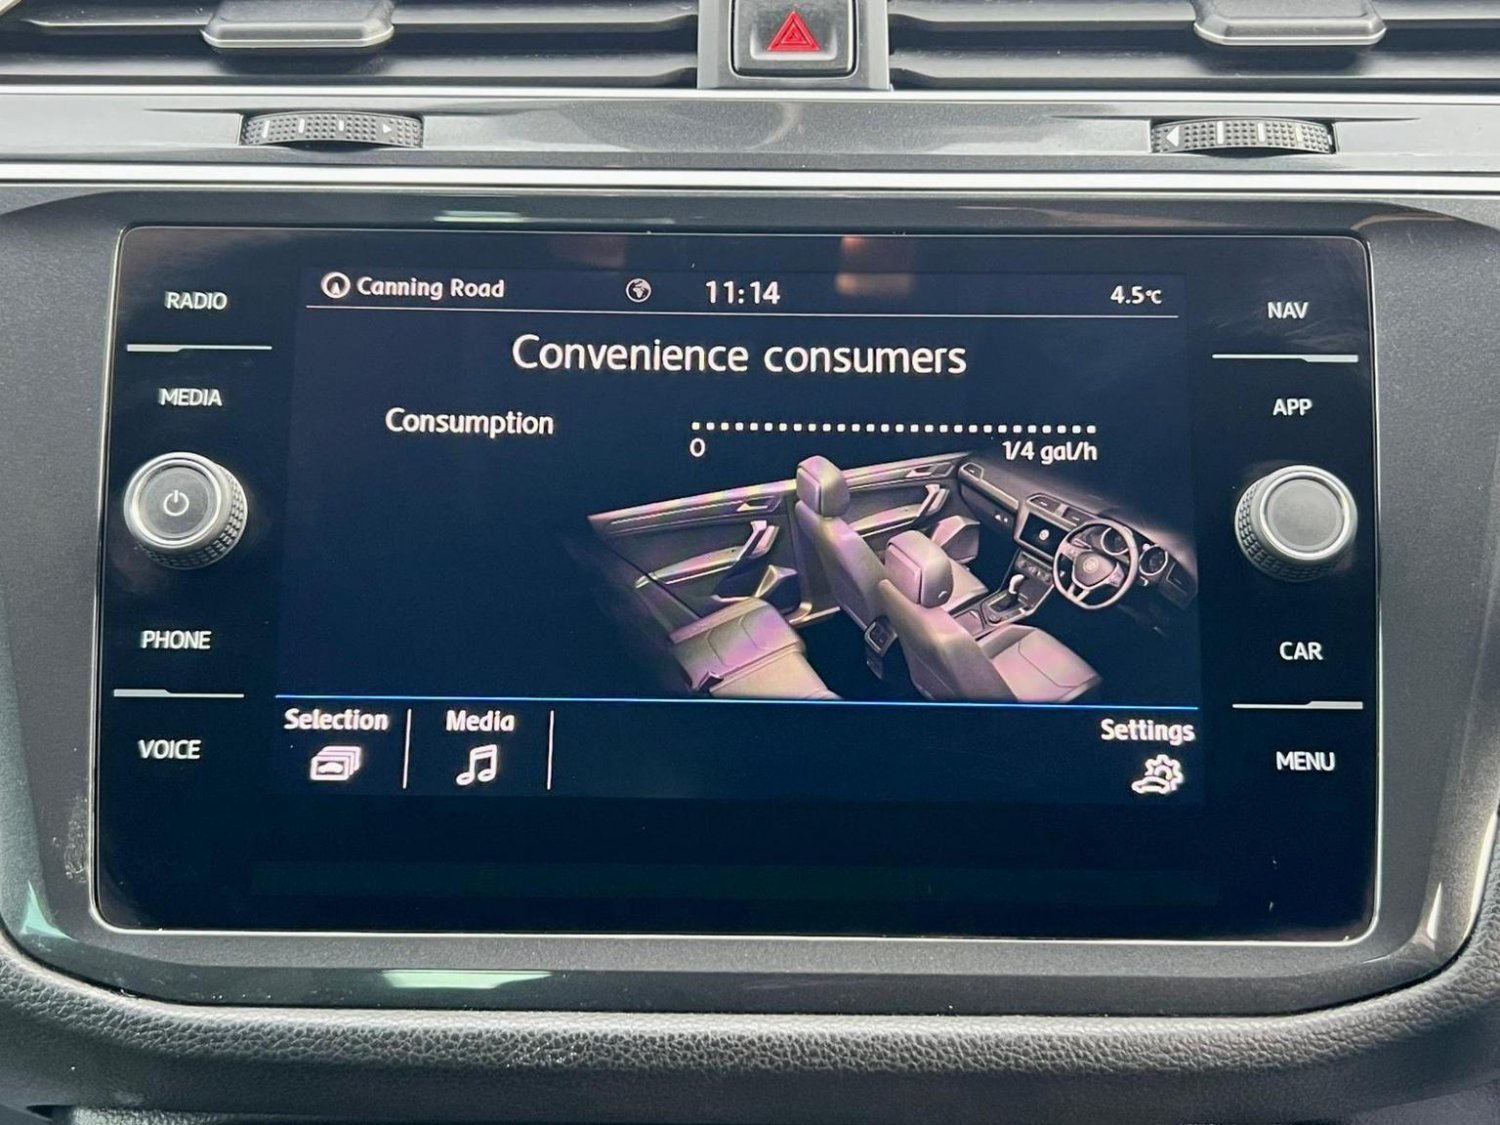 RADIO
MEDIA
PHONE
VOICE
Canning Road 11:14 4.5°C
Convenience consumers
Consumption
0 1/4 gal/h
Selection Media Settings
NAV
APP
CAR
MENU